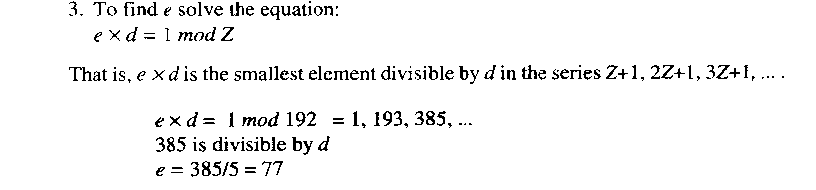 3. To find e solve the equation:
e × d = 1 mod Z
That is, e × d is the smallest element divisible by d in the series Z+1, 2Z+1, 3Z+1, ... .
e × d = 1 mod 192 = 1, 193, 385, ...
385 is divisible by d
e = 385/5 = 77